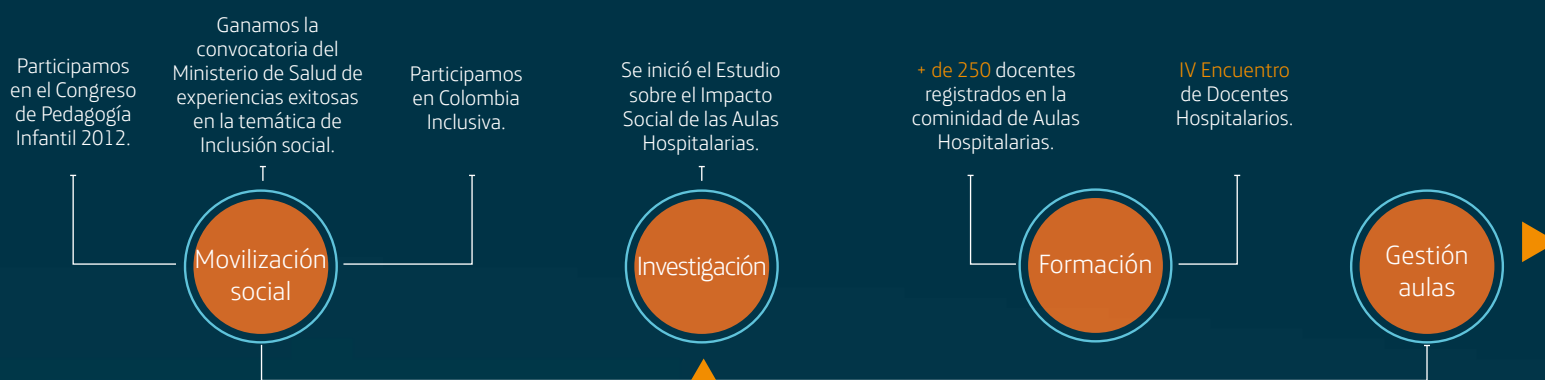 Participamos
en el Congreso
de Pedagogía
Infantil 2012.
Ganamos la
convocatoria del
Ministerio de Salud de
experiencias exitosas
en la temática de
Inclusión social.
Participamos
en Colombia
Inclusiva.
Movilización
social
Se inició el Estudio
sobre el Impacto
Social de las Aulas
Hospitalarias.
Investigación
+ de 250 docentes
registrados en la
cominidad de Aulas
Hospitalarias.
IV Encuentro
de Docentes
Hospitalarios.
Formación
Gestión
aulas